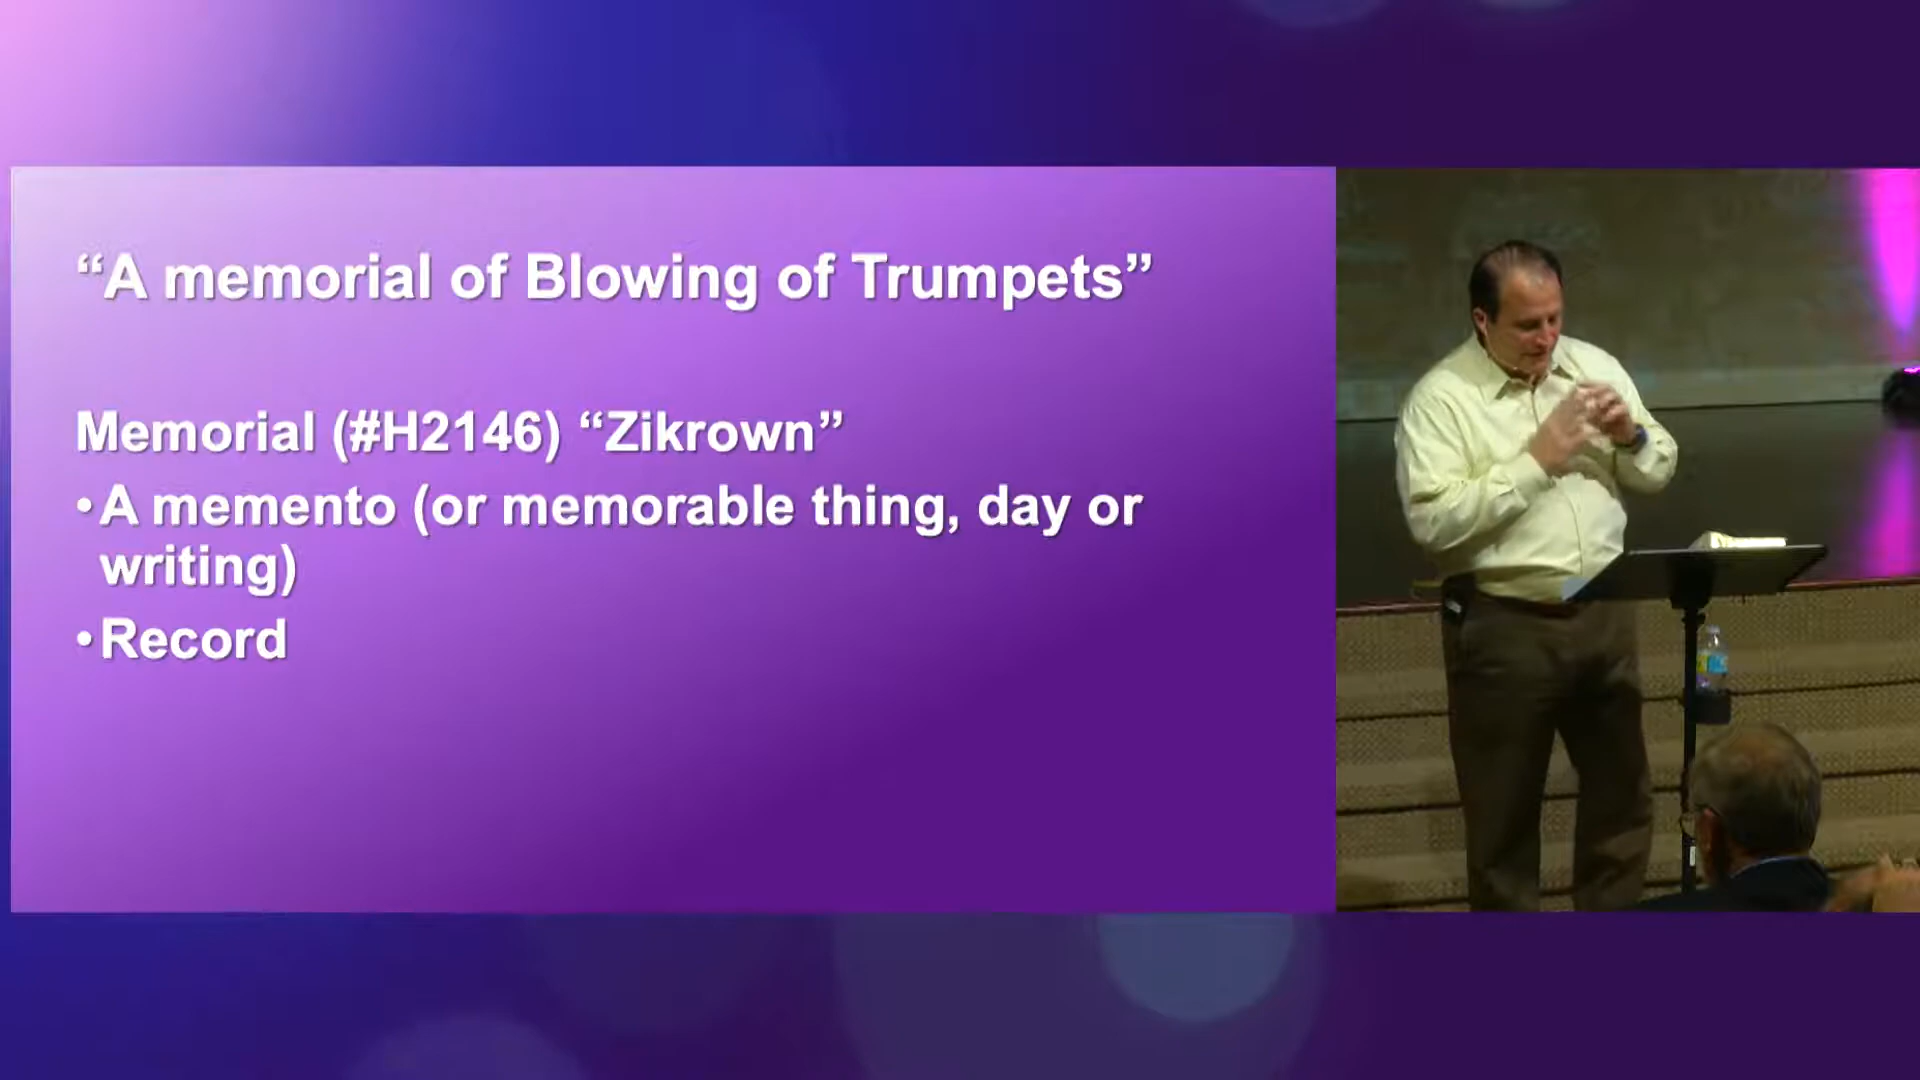 “A memorial of Blowing of Trumpets”
Memorial (#H2146) “Zikrown”
•A memento (or memorable thing, day or
writing)
•Record